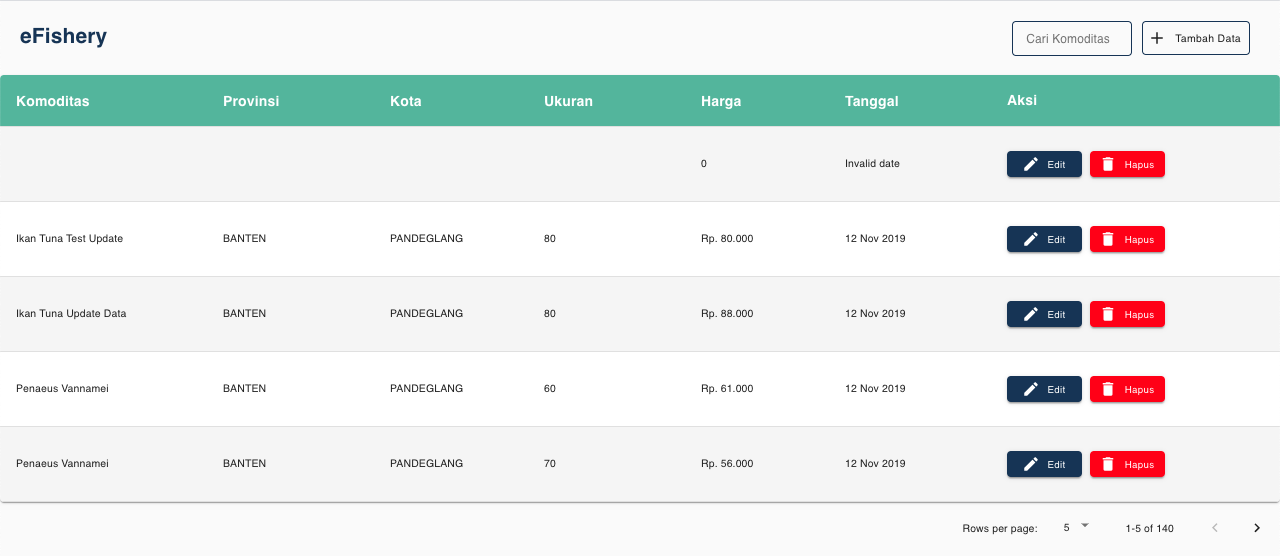 eFishery
Cari Komoditas
Tambah Data
Komoditas Provinsi Kota Ukuran Harga Tanggal Aksi
0 Invalid date Edit Hapus
Ikan Tuna Test Update BANTEN PANDEGLANG 80 Rp. 80.000 12 Nov 2019 Edit Hapus
Ikan Tuna Update Data BANTEN PANDEGLANG 80 Rp. 88.000 12 Nov 2019 Edit Hapus
Penaeus Vannamei BANTEN PANDEGLANG 60 Rp. 61.000 12 Nov 2019 Edit Hapus
Penaeus Vannamei BANTEN PANDEGLANG 70 Rp. 56.000 12 Nov 2019 Edit Hapus
Rows per page: 5 1-5 of 140